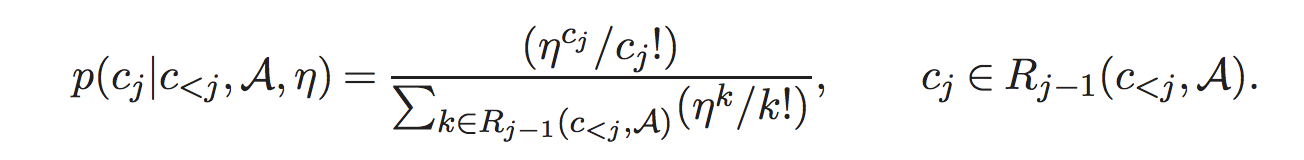 $p(c_j|c_{<j}, \mathcal{A}, \eta) = \frac{(\eta^{c_j}/c_j!)}{\sum_{k \in R_{j-1}(c_{<j}, \mathcal{A})} (\eta^k/k!)}, \qquad c_j \in R_{j-1}(c_{<j}, \mathcal{A}).$